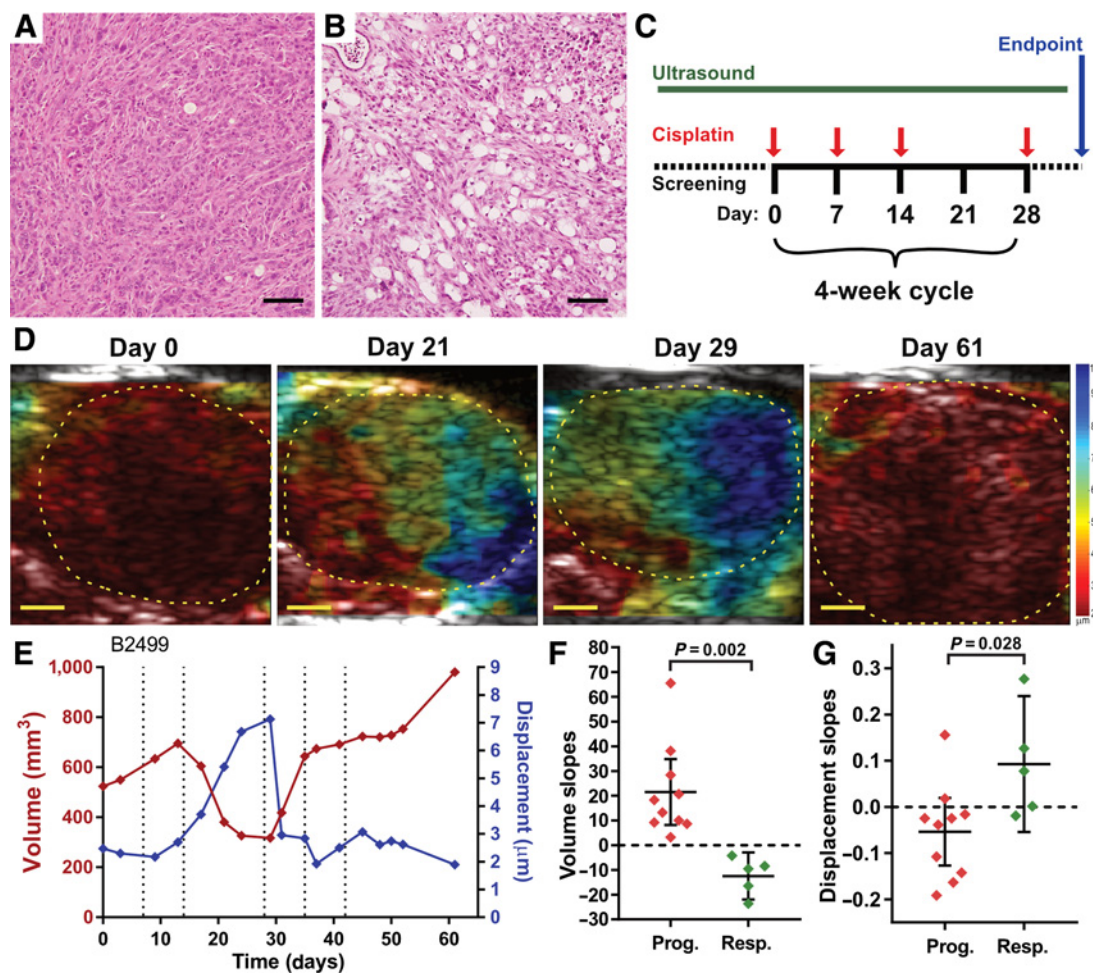 A
B
C
Endpoint
Ultrasound
Cisplatin
Screening
Day: 0 7 14 21 28
4-week cycle
D
Day 0
Day 21
Day 29
Day 61
µm
E
B2499
Volume (mm3)
1,000
800
600
400
200
0
Displacement (µm)
9
8
7
6
5
4
3
2
1
0
0 10 20 30 40 50 60
Time (days)
F
P = 0.002
Volume slopes
80
70
60
50
40
30
20
10
0
−10
−20
−30
Prog. Resp.
G
P = 0.028
Displacement slopes
0.3
0.2
0.1
0.0
−0.1
−0.2
Prog. Resp.